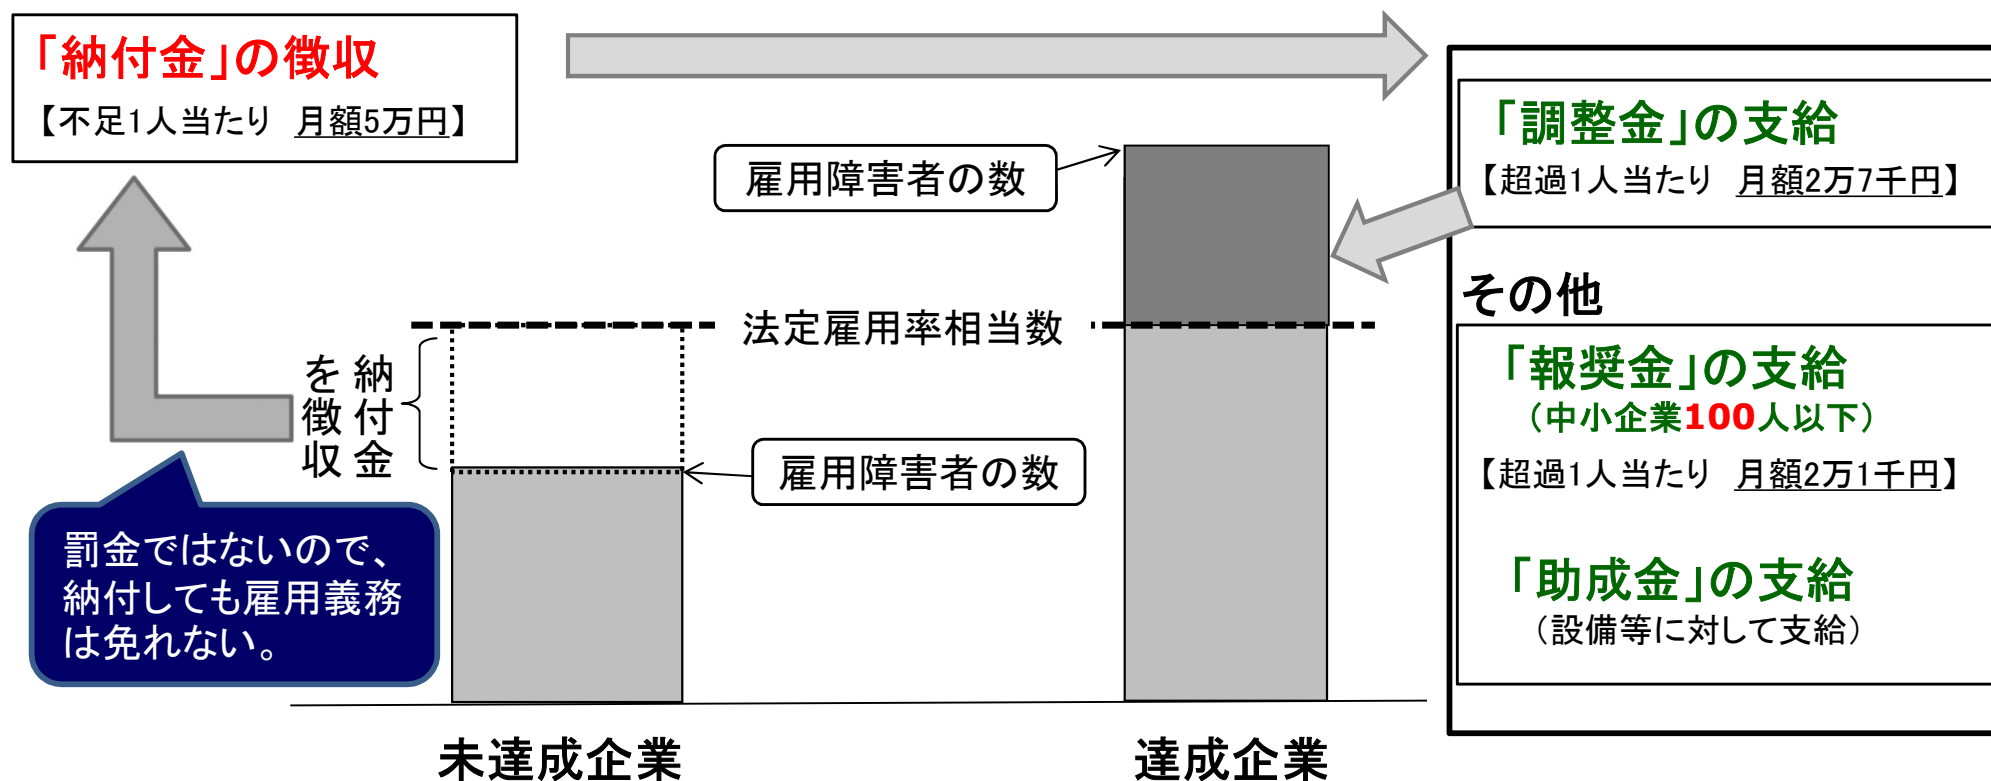 「納付金」の徴収
【不足1人当たり　月額5万円】
「調整金」の支給
【超過1人当たり　月額2万7千円】
雇用障害者の数
その他
法定雇用率相当数
「報奨金」の支給
（中小企業100人以下）
【超過1人当たり　月額2万1千円】
納付金
を徴収
雇用障害者の数
罰金ではないので、
納付しても雇用義務
は免れない。
「助成金」の支給
（設備等に対して支給）
未達成企業
達成企業